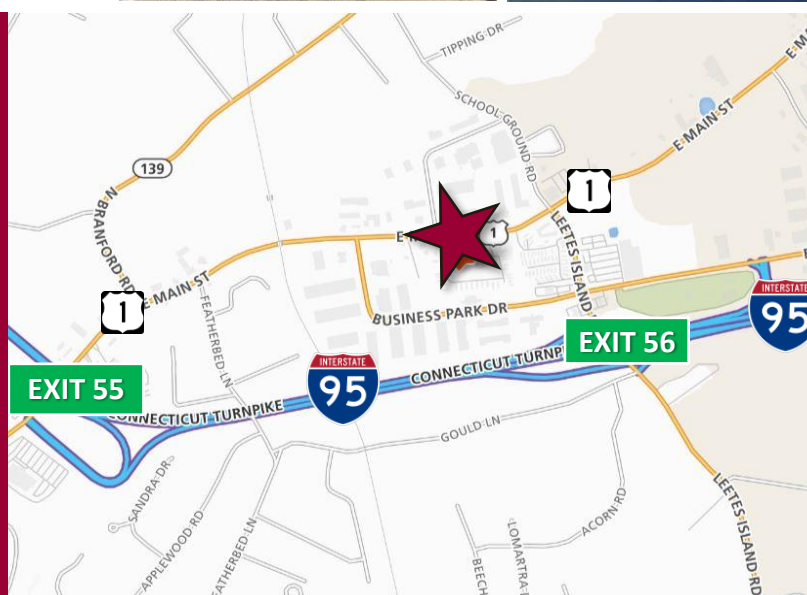 TIPPING DR
E MAIN ST
SCHOOL GROUND RD
139
N BRANFORD RD
1
LEETES ISLAND
1
E MAIN ST
FEATHERBED LN
1
BUSINESS PARK DR
INTERSTATE
95
EXIT 56
INTERSTATE
95
CONNECTICUT TURNP
EXIT 55
CONNECTICUT TURNPIKE
GOULD LN
SANDRA DR
APPLEWOOD RD
FEATHERBED LN
ACORN RD
LEETES ISLAND RD
LOMARTRA
BEECH